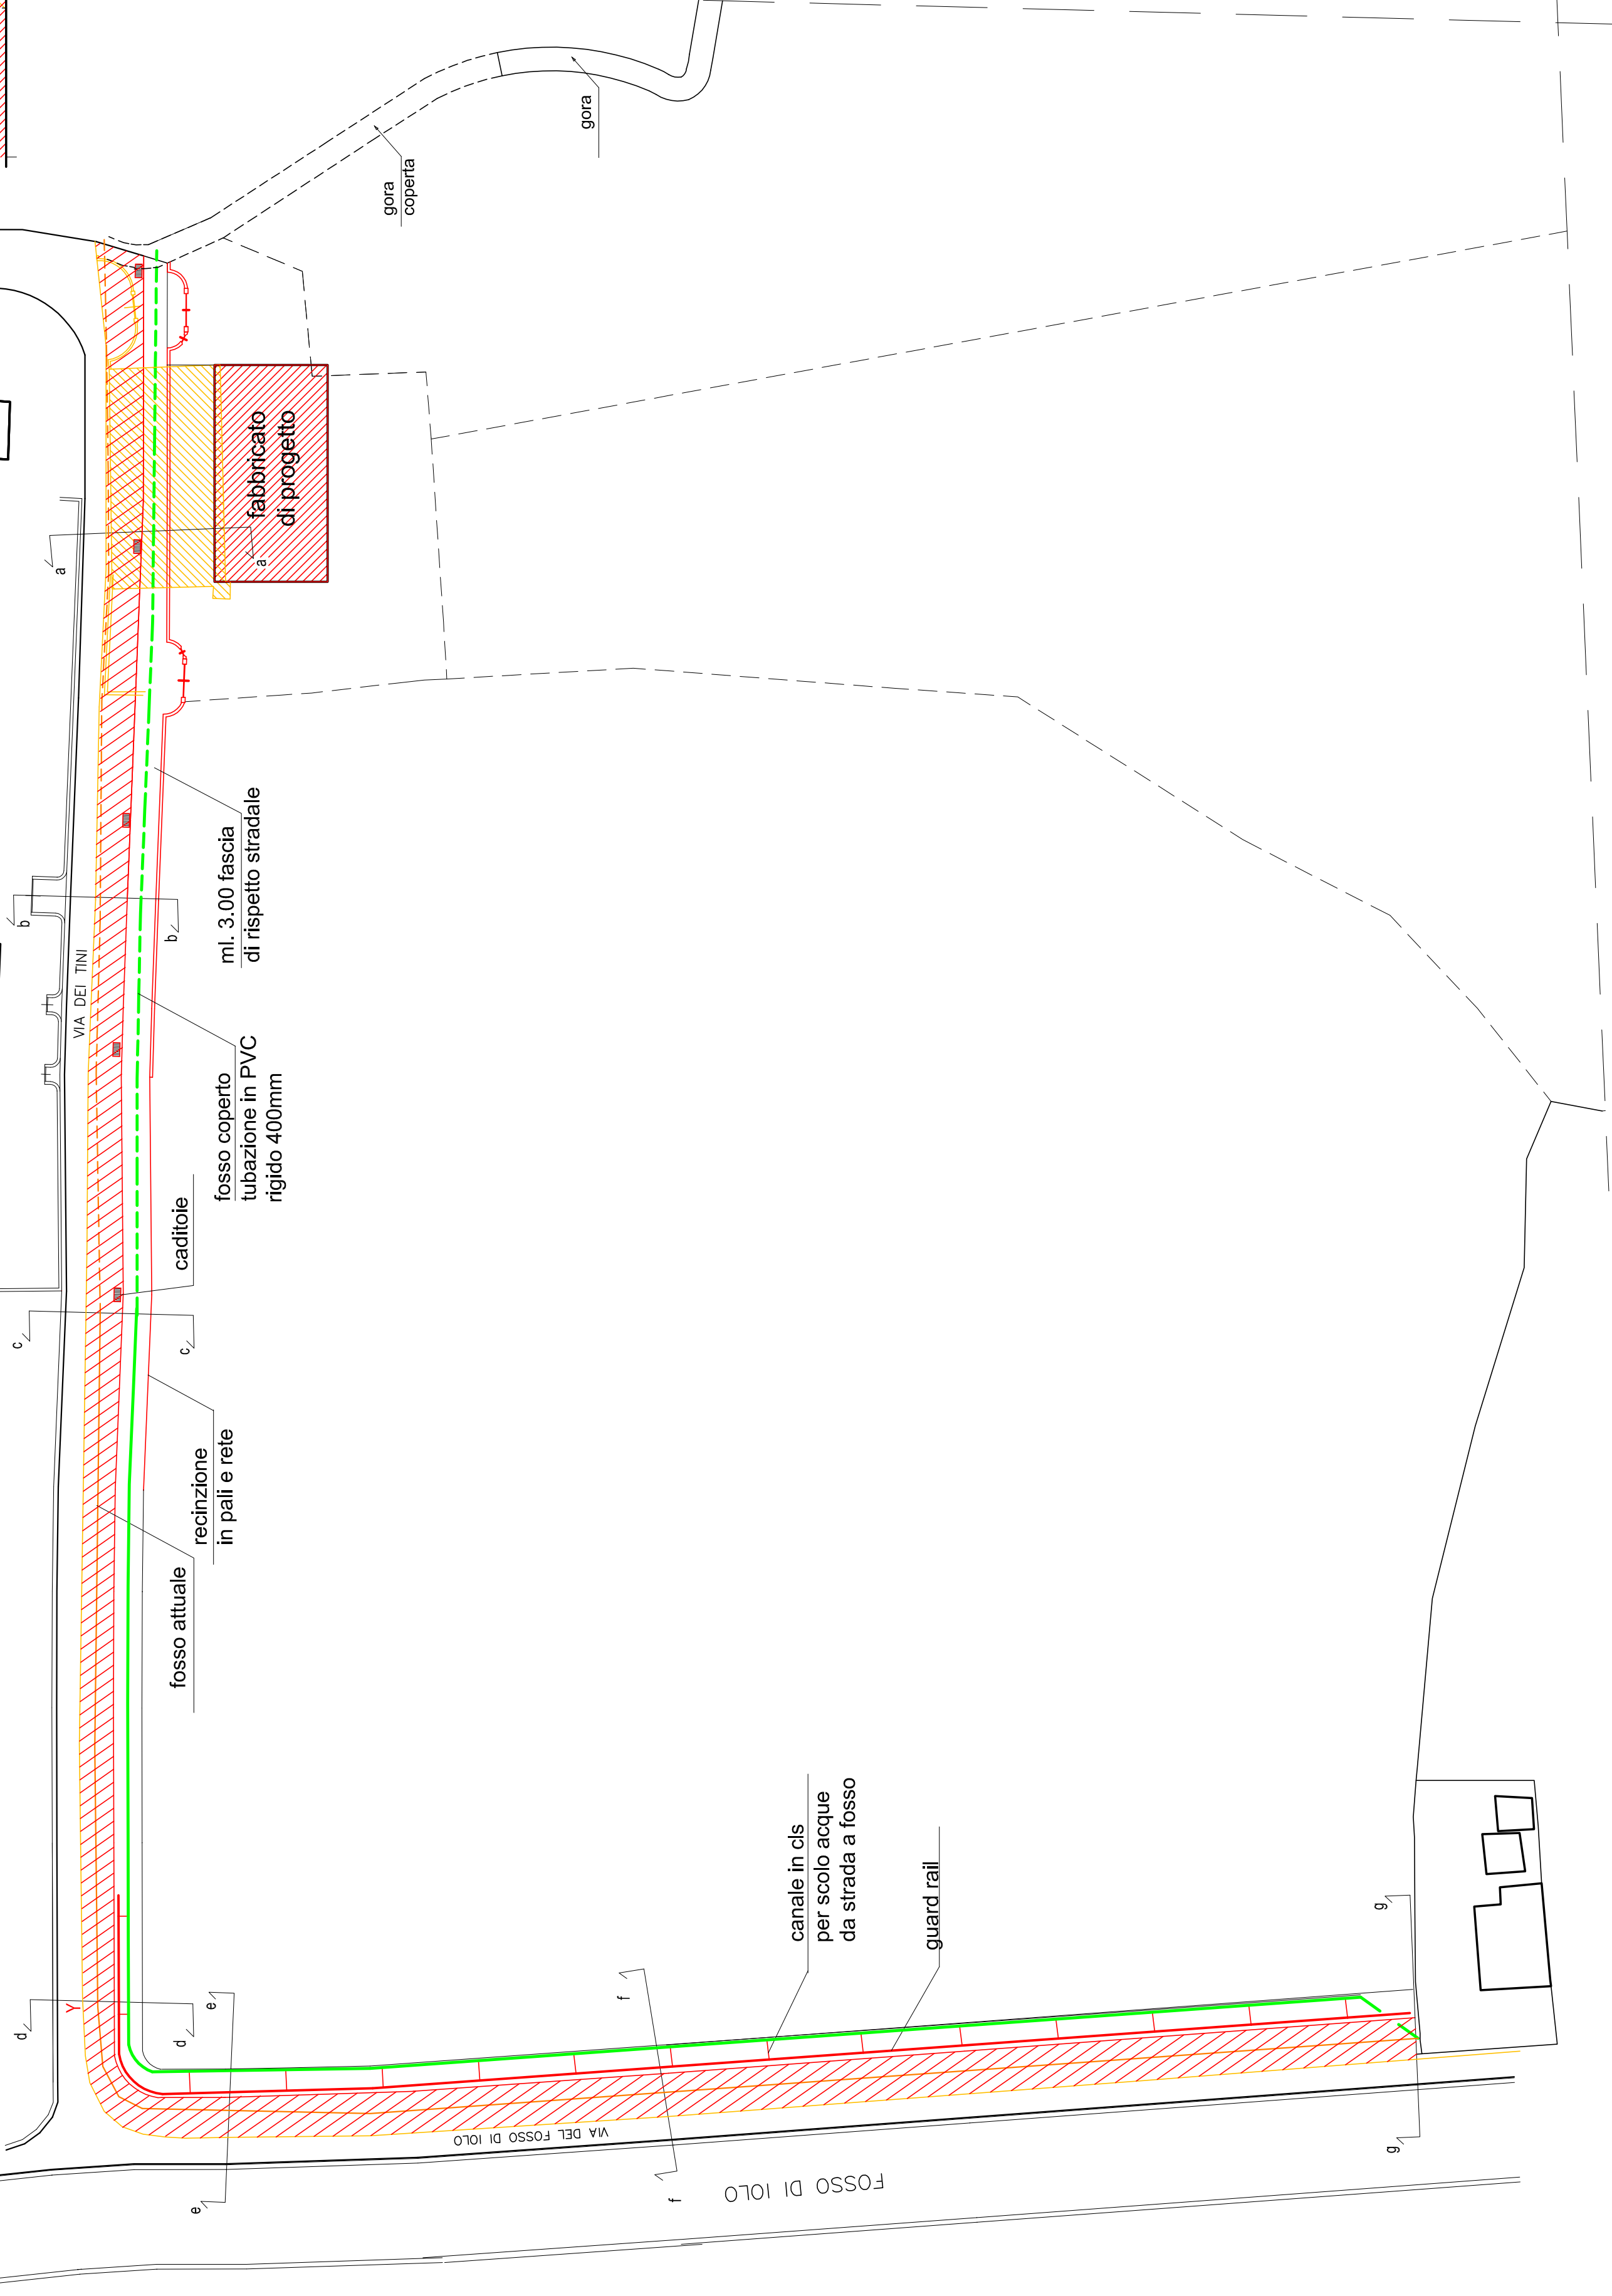 gora
gora
coperta
fabbricato
di progetto
a
a
ml. 3.00 fascia
di rispetto stradale
b
b
VIA DEI TINI
fosso coperto
tubazione in PVC
rigido 400mm
caditoie
c
c
recinzione
in pali e rete
fosso attuale
canale in cls
per scolo acque
da strada a fosso
guard rail
Y
d
d
e
e
f
f
g
g
VIA DEL FOSSO DI IOLO
FOSSO DI IOLO